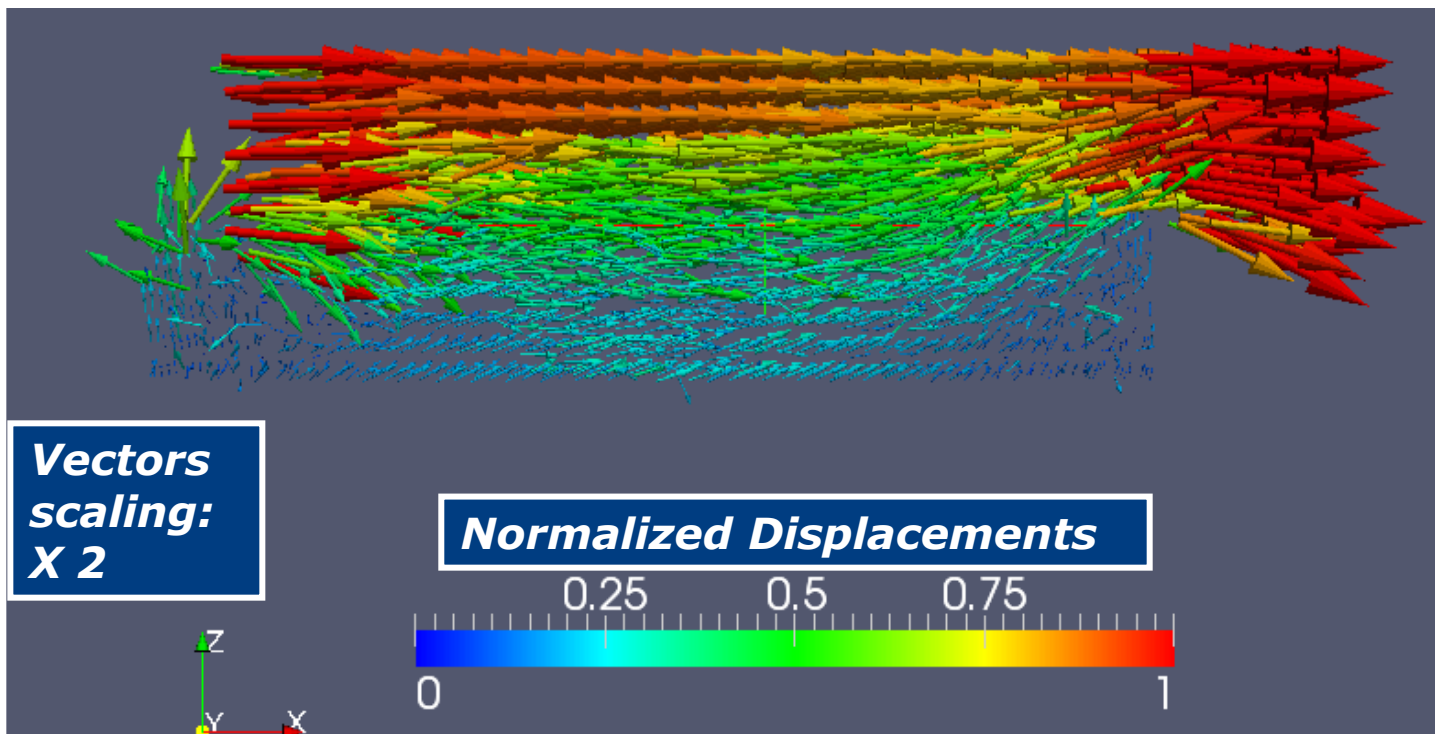 Vectors
scaling:
X 2
Normalized Displacements
0.25 0.5 0.75
0 1
Z
Y X